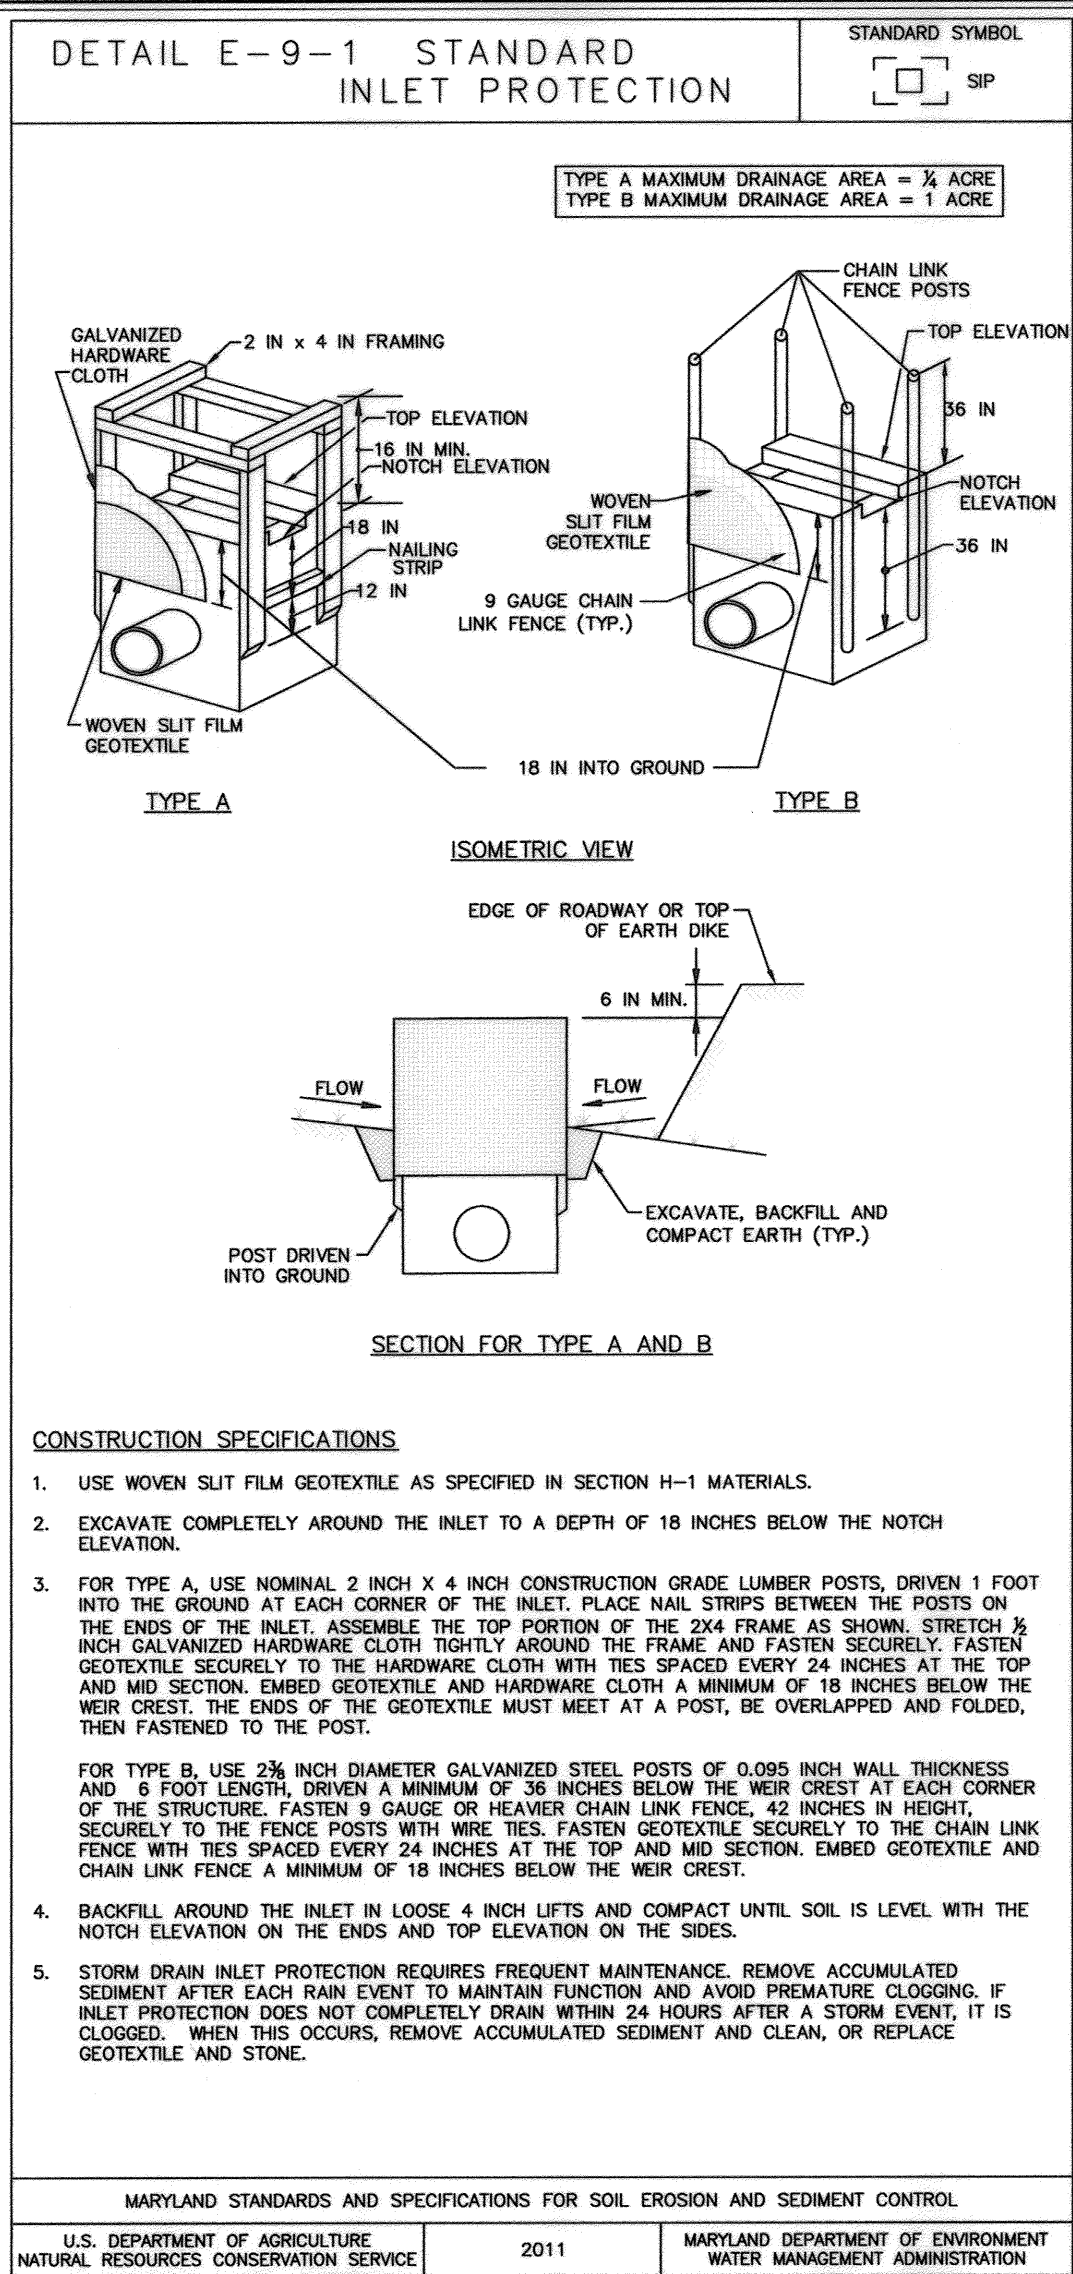 DETAIL E-9-1 STANDARD
INLET PROTECTION
STANDARD SYMBOL
SIP
TYPE A MAXIMUM DRAINAGE AREA = ¼ ACRE
TYPE B MAXIMUM DRAINAGE AREA = 1 ACRE
GALVANIZED
HARDWARE
CLOTH
2 IN x 4 IN FRAMING
TOP ELEVATION
16 IN MIN.
NOTCH ELEVATION
18 IN
NAILING
STRIP
12 IN
WOVEN SLIT FILM
GEOTEXTILE
TYPE A
CHAIN LINK
FENCE POSTS
TOP ELEVATION
36 IN
NOTCH
ELEVATION
WOVEN
SLIT FILM
GEOTEXTILE
36 IN
9 GAUGE CHAIN
LINK FENCE (TYP.)
18 IN INTO GROUND
TYPE B
ISOMETRIC VIEW
EDGE OF ROADWAY OR TOP
OF EARTH DIKE
6 IN MIN.
FLOW
FLOW
EXCAVATE, BACKFILL AND
COMPACT EARTH (TYP.)
POST DRIVEN
INTO GROUND
SECTION FOR TYPE A AND B
CONSTRUCTION SPECIFICATIONS
1. USE WOVEN SLIT FILM GEOTEXTILE AS SPECIFIED IN SECTION H-1 MATERIALS.
2. EXCAVATE COMPLETELY AROUND THE INLET TO A DEPTH OF 18 INCHES BELOW THE NOTCH
ELEVATION.
3. FOR TYPE A, USE NOMINAL 2 INCH X 4 INCH CONSTRUCTION GRADE LUMBER POSTS, DRIVEN 1 FOOT
INTO THE GROUND AT EACH CORNER OF THE INLET. PLACE NAIL STRIPS BETWEEN THE POSTS ON
THE ENDS OF THE INLET. ASSEMBLE THE TOP PORTION OF THE 2X4 FRAME AS SHOWN. STRETCH ½
INCH GALVANIZED HARDWARE CLOTH TIGHTLY AROUND THE FRAME AND FASTEN SECURELY. FASTEN
GEOTEXTILE SECURELY TO THE HARDWARE CLOTH WITH TIES SPACED EVERY 24 INCHES AT THE TOP
AND MID SECTION. EMBED GEOTEXTILE AND HARDWARE CLOTH A MINIMUM OF 18 INCHES BELOW THE
WEIR CREST. THE ENDS OF THE GEOTEXTILE MUST MEET AT A POST, BE OVERLAPPED AND FOLDED,
THEN FASTENED TO THE POST.
FOR TYPE B, USE 2⅜ INCH DIAMETER GALVANIZED STEEL POSTS OF 0.095 INCH WALL THICKNESS
AND 6 FOOT LENGTH, DRIVEN A MINIMUM OF 36 INCHES BELOW THE WEIR CREST AT EACH CORNER
OF THE STRUCTURE. FASTEN 9 GAUGE OR HEAVIER CHAIN LINK FENCE, 42 INCHES IN HEIGHT,
SECURELY TO THE FENCE POSTS WITH WIRE TIES. FASTEN GEOTEXTILE SECURELY TO THE CHAIN LINK
FENCE WITH TIES SPACED EVERY 24 INCHES AT THE TOP AND MID SECTION. EMBED GEOTEXTILE AND
CHAIN LINK FENCE A MINIMUM OF 18 INCHES BELOW THE WEIR CREST.
4. BACKFILL AROUND THE INLET IN LOOSE 4 INCH LIFTS AND COMPACT UNTIL SOIL IS LEVEL WITH THE
NOTCH ELEVATION ON THE ENDS AND TOP ELEVATION ON THE SIDES.
5. STORM DRAIN INLET PROTECTION REQUIRES FREQUENT MAINTENANCE. REMOVE ACCUMULATED
SEDIMENT AFTER EACH RAIN EVENT TO MAINTAIN FUNCTION AND AVOID PREMATURE CLOGGING. IF
INLET PROTECTION DOES NOT COMPLETELY DRAIN WITHIN 24 HOURS AFTER A STORM EVENT, IT IS
CLOGGED. WHEN THIS OCCURS, REMOVE ACCUMULATED SEDIMENT AND CLEAN, OR REPLACE
GEOTEXTILE AND STONE.
MARYLAND STANDARDS AND SPECIFICATIONS FOR SOIL EROSION AND SEDIMENT CONTROL
U.S. DEPARTMENT OF AGRICULTURE
NATURAL RESOURCES CONSERVATION SERVICE
2011
MARYLAND DEPARTMENT OF ENVIRONMENT
WATER MANAGEMENT ADMINISTRATION